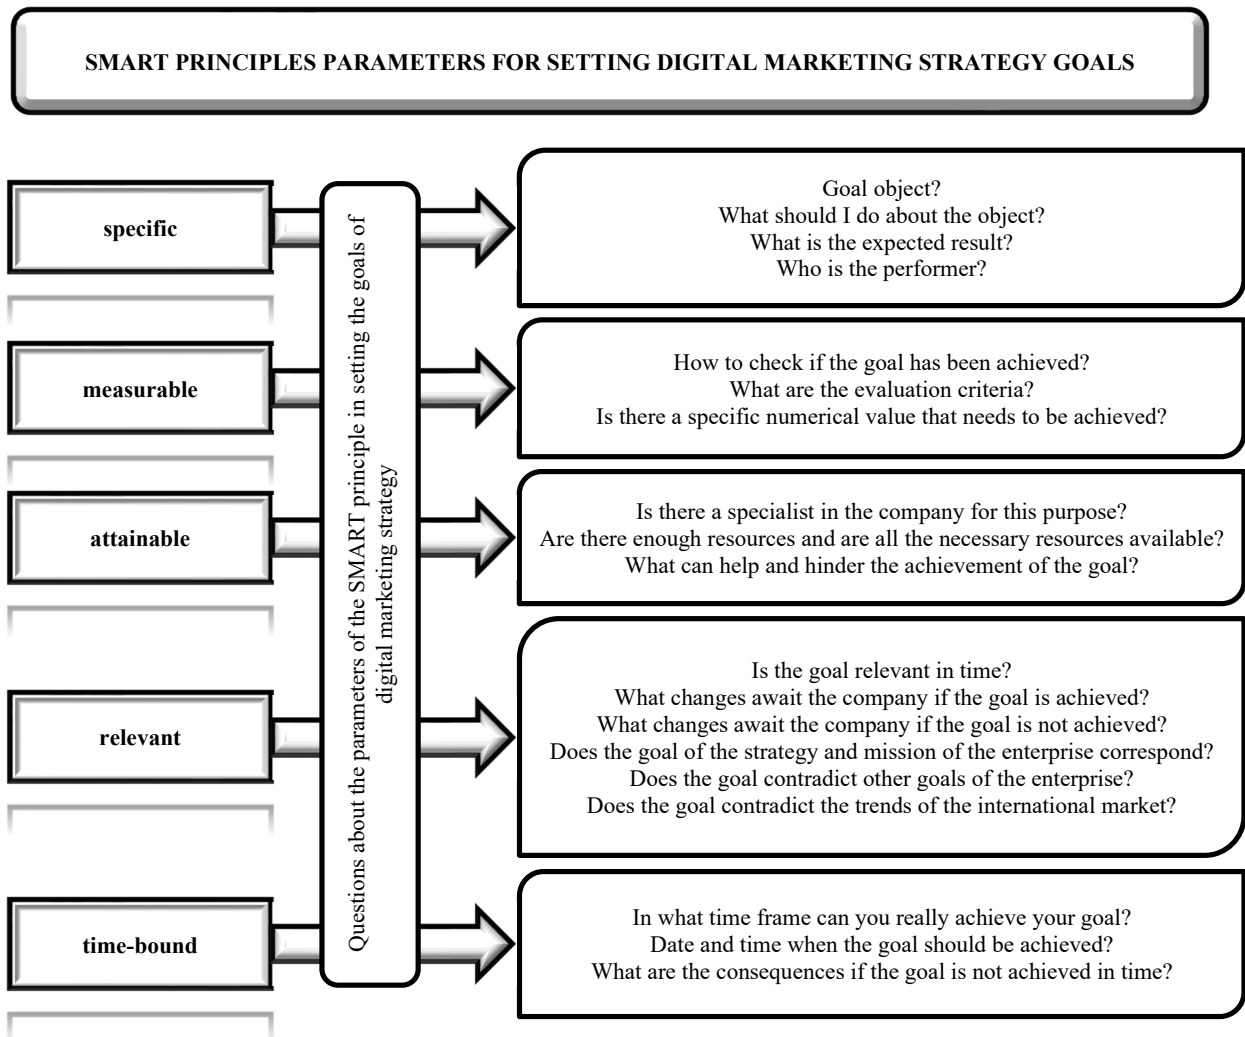 SMART PRINCIPLES PARAMETERS FOR SETTING DIGITAL MARKETING STRATEGY GOALS
specific
Questions about the parameters of the SMART principle in setting the goals of
digital marketing strategy
Goal object?
What should I do about the object?
What is the expected result?
Who is the performer?
measurable
How to check if the goal has been achieved?
What are the evaluation criteria?
Is there a specific numerical value that needs to be achieved?
attainable
Is there a specialist in the company for this purpose?
Are there enough resources and are all the necessary resources available?
What can help and hinder the achievement of the goal?
relevant
Is the goal relevant in time?
What changes await the company if the goal is achieved?
What changes await the company if the goal is not achieved?
Does the goal of the strategy and mission of the enterprise correspond?
Does the goal contradict other goals of the enterprise?
Does the goal contradict the trends of the international market?
time-bound
In what time frame can you really achieve your goal?
Date and time when the goal should be achieved?
What are the consequences if the goal is not achieved in time?